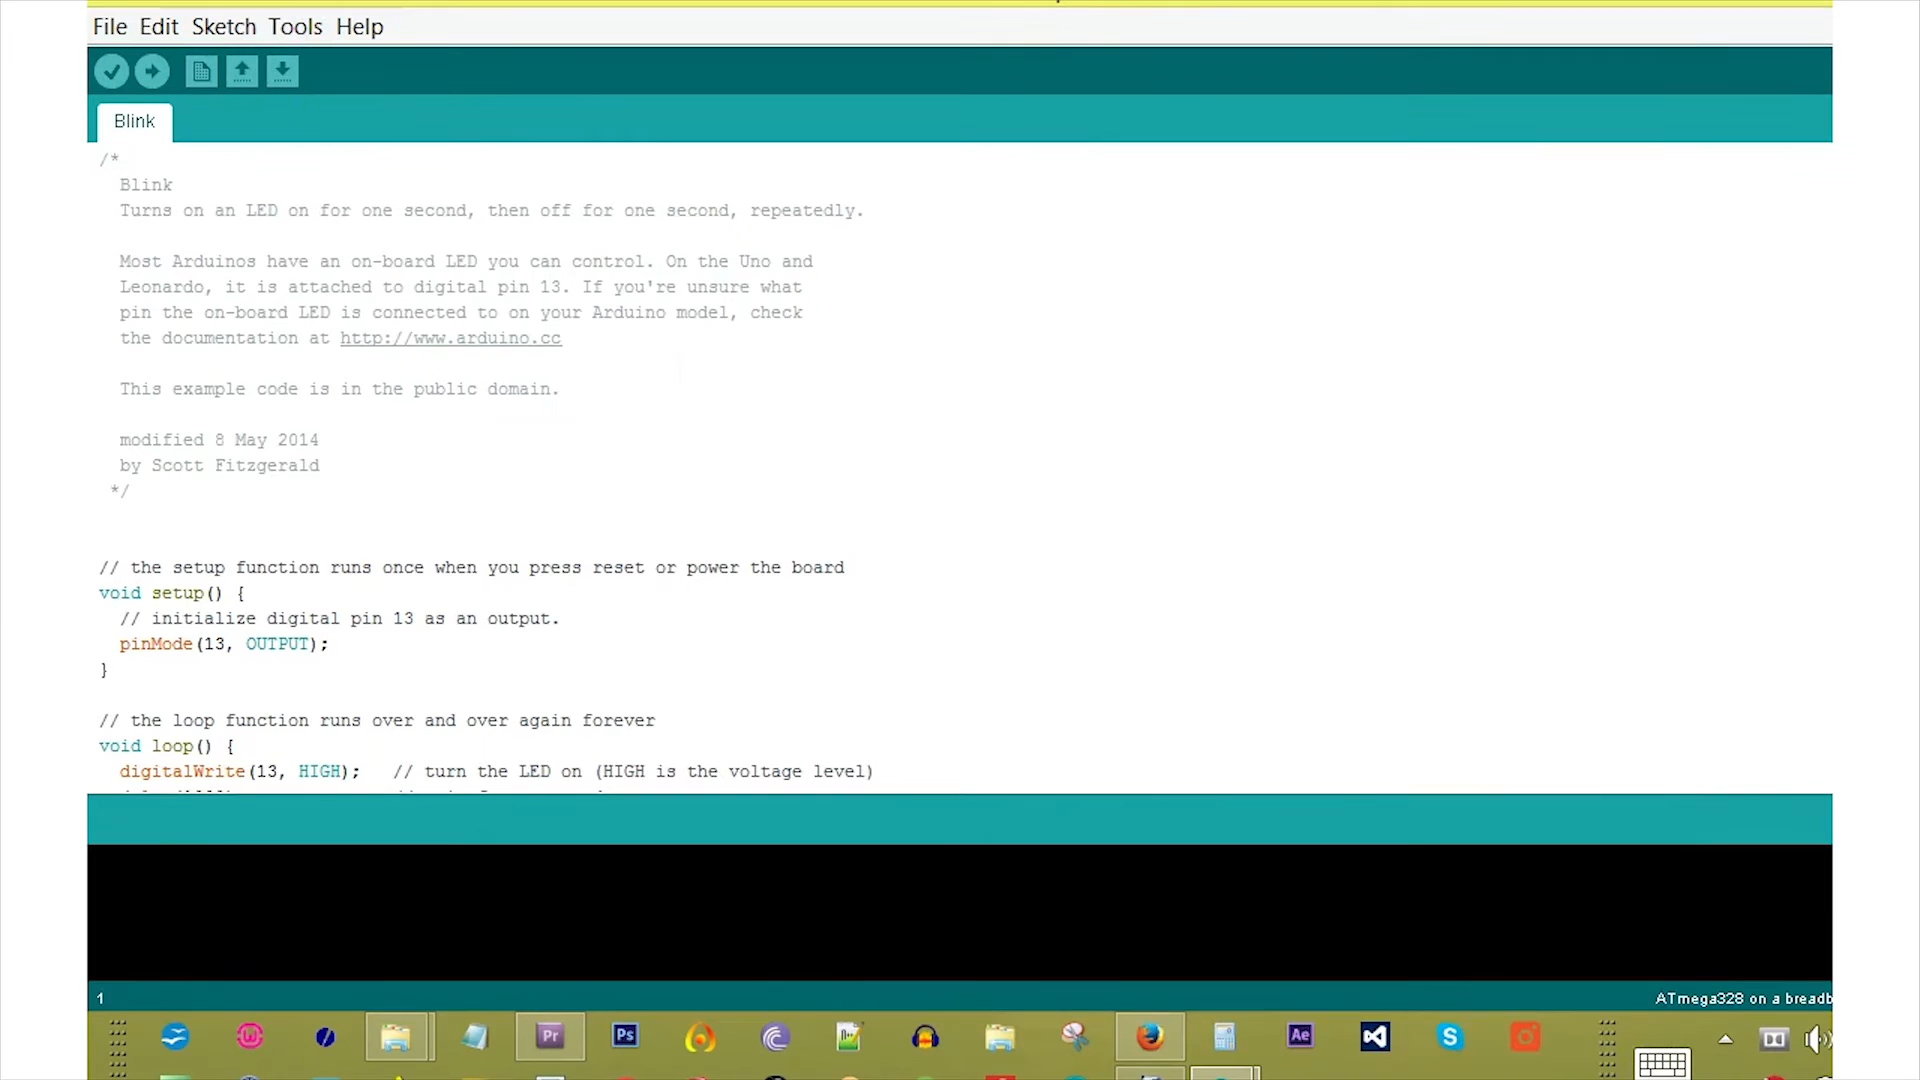 File Edit Sketch Tools Help
Blink
/*
Blink
Turns on an LED on for one second, then off for one second, repeatedly.
Most Arduinos have an on-board LED you can control. On the Uno and
Leonardo, it is attached to digital pin 13. If you're unsure what
pin the on-board LED is connected to on your Arduino model, check
the documentation at http://www.arduino.cc
This example code is in the public domain.
modified 8 May 2014
by Scott Fitzgerald
*/
// the setup function runs once when you press reset or power the board
void setup() {
// initialize digital pin 13 as an output.
pinMode(13, OUTPUT);
}
// the loop function runs over and over again forever
void loop() {
digitalWrite(13, HIGH);   // turn the LED on (HIGH is the voltage level)
1
ATmega328 on a breadb
Pr
Ps
Ae
S